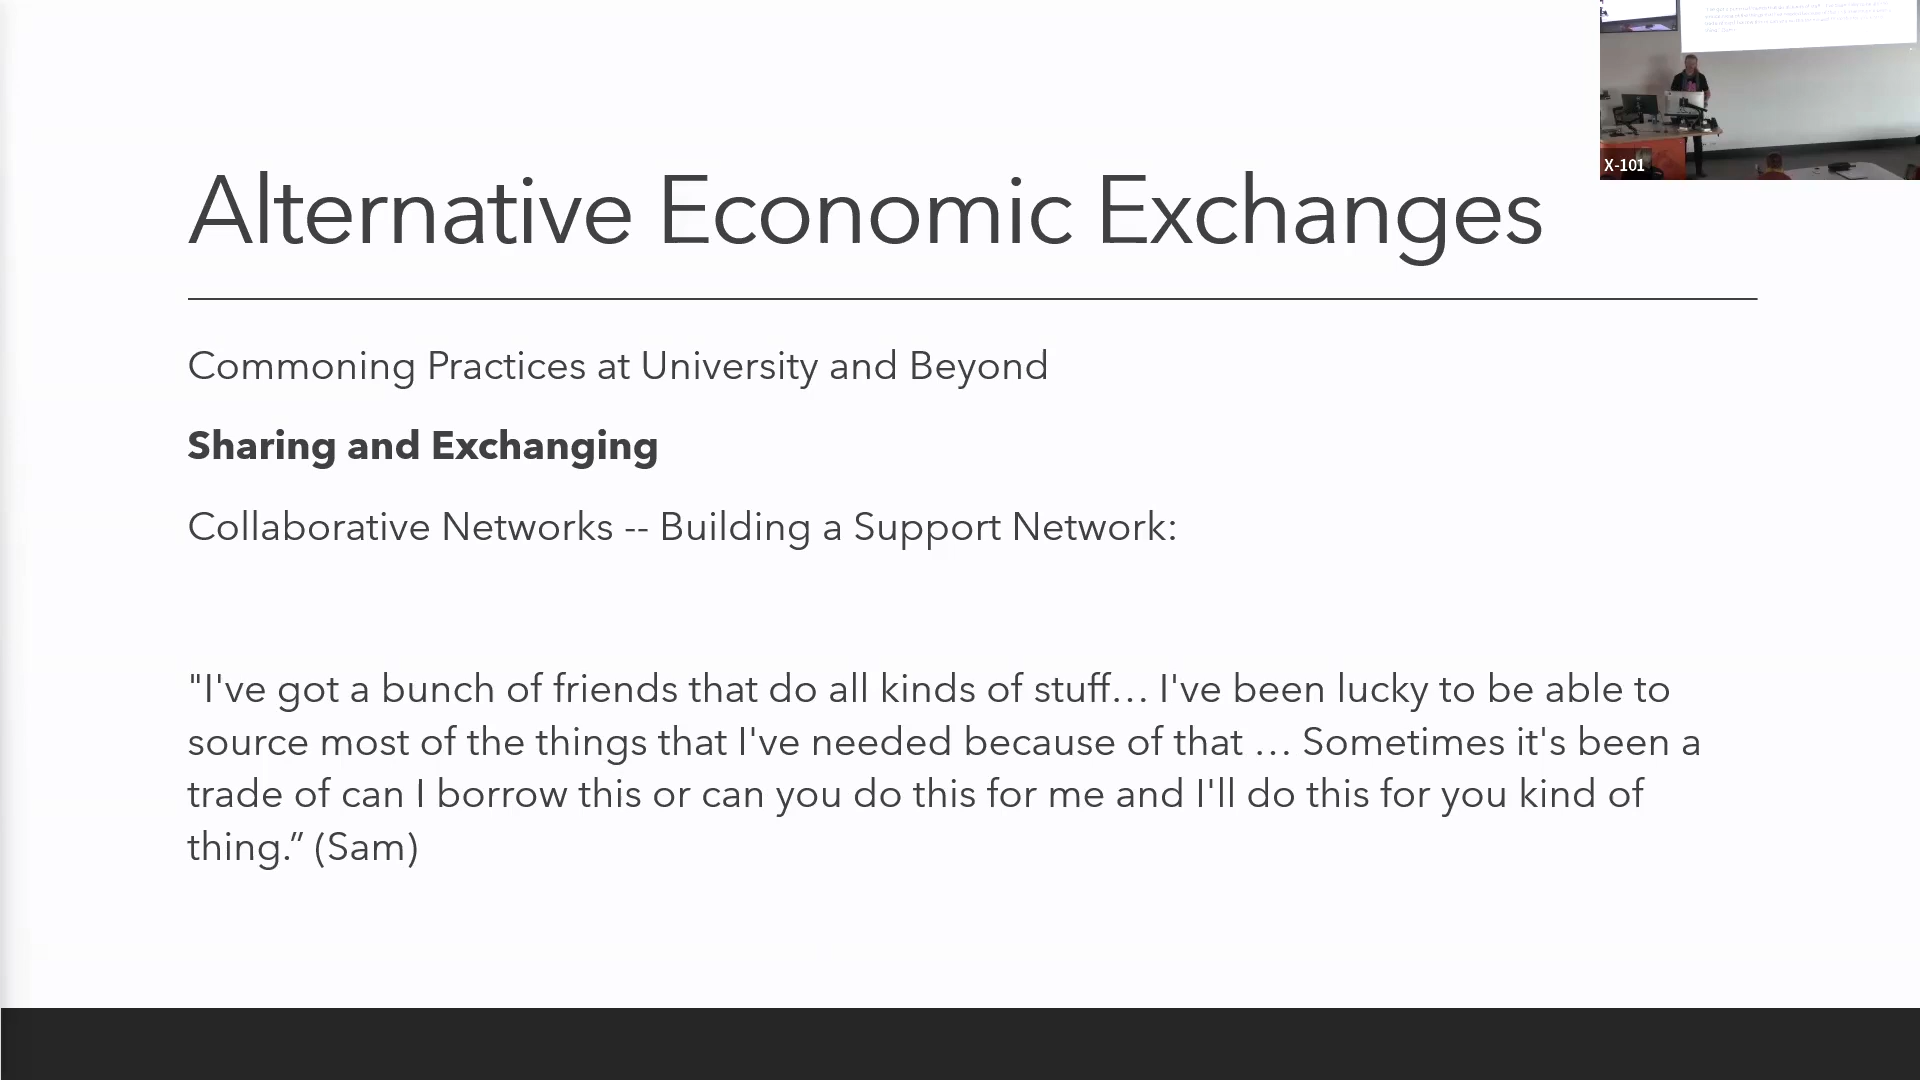 Alternative Economic Exchanges
Commoning Practices at University and Beyond
Sharing and Exchanging
Collaborative Networks -- Building a Support Network:
"I've got a bunch of friends that do all kinds of stuff… I've been lucky to be able to
source most of the things that I've needed because of that … Sometimes it's been a
trade of can I borrow this or can you do this for me and I'll do this for you kind of
thing.” (Sam)
X-101